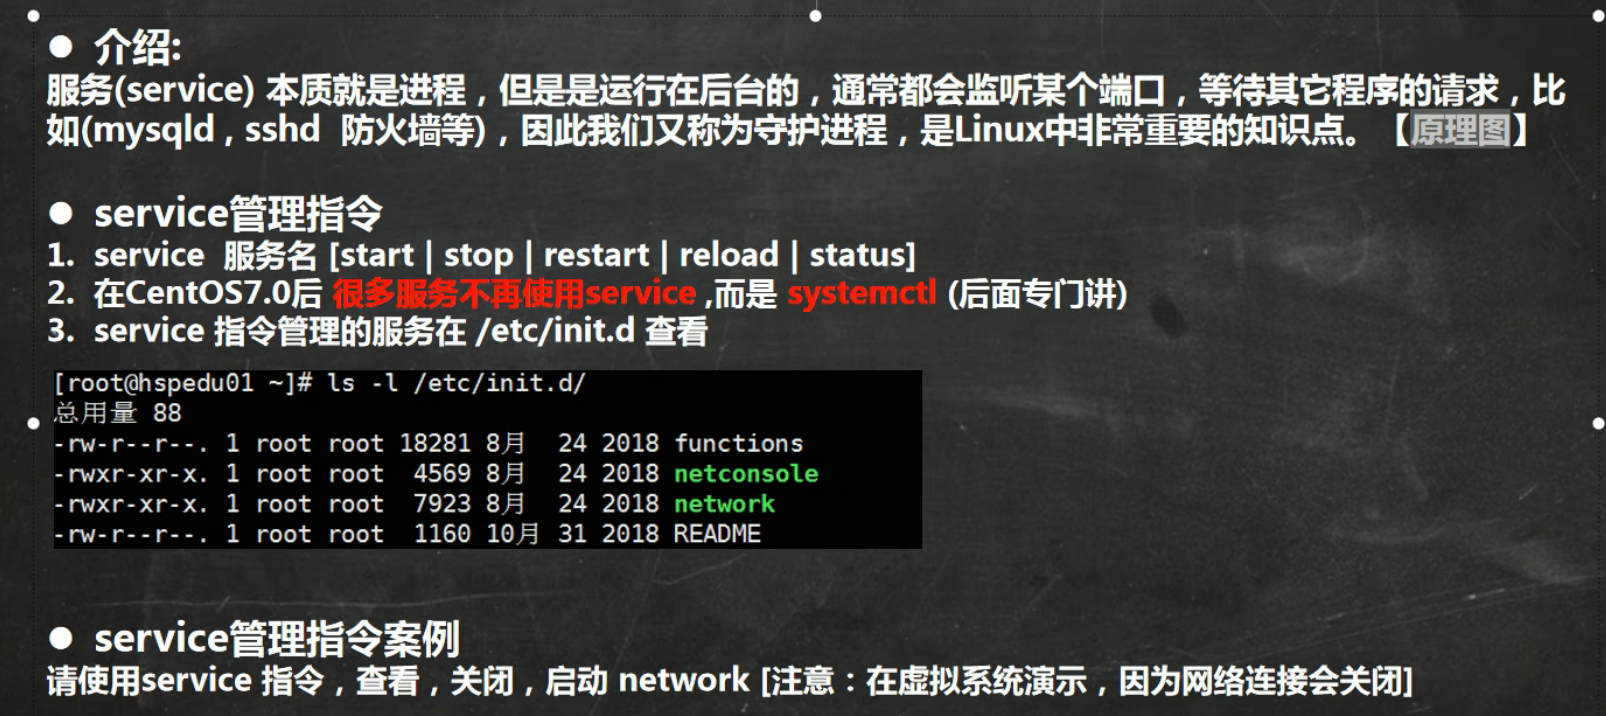 ● 介绍:
服务(service) 本质就是进程，但是是运行在后台的，通常都会监听某个端口，等待其它程序的请求，比
如(mysqld , sshd 防火墙等)，因此我们又称为守护进程，是Linux中非常重要的知识点。【原理图】
● service管理指令
1. service 服务名 [start | stop | restart | reload | status]
2. 在CentOS7.0后 很多服务不再使用service ,而是 systemctl (后面专门讲)
3. service 指令管理的服务在 /etc/init.d 查看
[root@hspedu01 ~]# ls -l /etc/init.d/
总用量 88
-rw-r--r--. 1 root root 18281 8月 24 2018 functions
-rwxr-xr-x. 1 root root 4569 8月 24 2018 netconsole
-rwxr-xr-x. 1 root root 7923 8月 24 2018 network
-rw-r--r--. 1 root root 1160 10月 31 2018 README
● service管理指令案例
请使用service 指令，查看，关闭，启动 network [注意：在虚拟系统演示，因为网络连接会关闭]